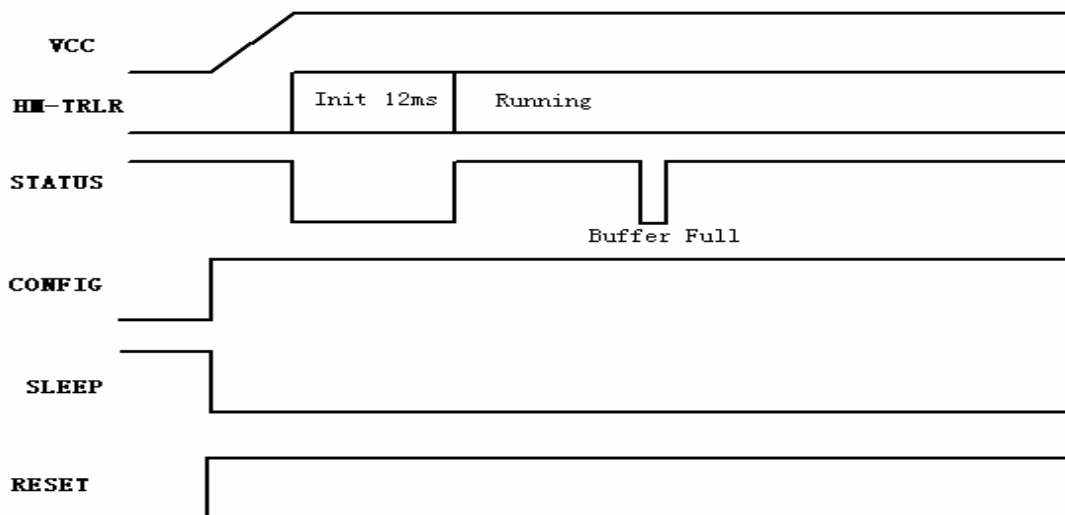 VCC
HM-TRLR
Init 12ms
Running
STATUS
Buffer Full
CONFIG
SLEEP
RESET